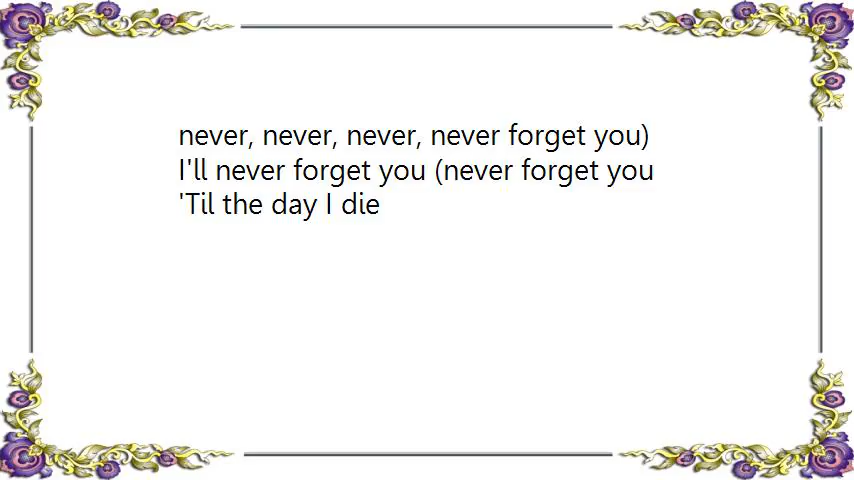 never, never, never, never forget you)
I'll never forget you (never forget you
'Til the day I die